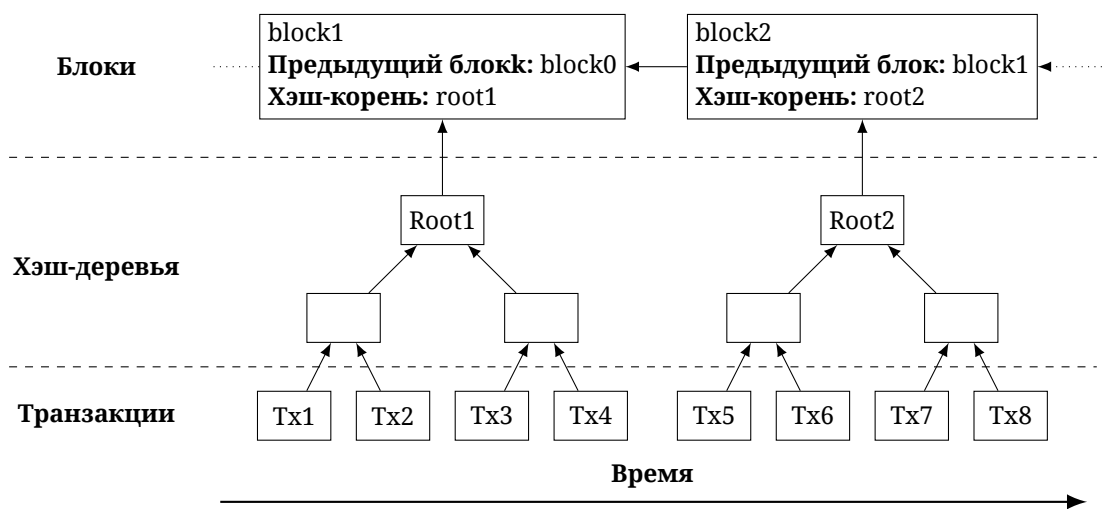 block1
Предыдущий блокk: block0
Хэш-корень: root1
block2
Предыдущий блок: block1
Хэш-корень: root2
Блоки
Root1
Root2
Хэш-деревья
Транзакции
Tx1
Tx2
Tx3
Tx4
Tx5
Tx6
Tx7
Tx8
Время